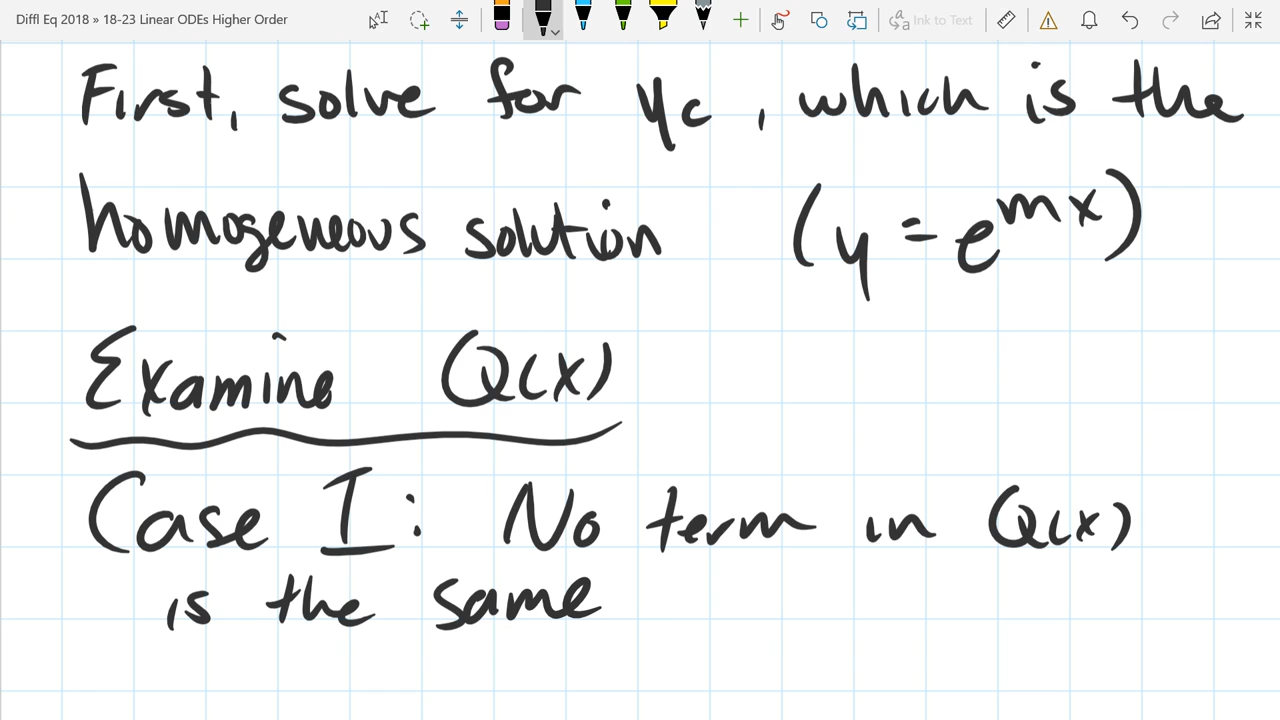 Diffl Eq 2018 » 18-23 Linear ODEs Higher Order
Ink to Text
First, solve for yc, which is the
homogeneous solution (y = e^mx)
Examine Q(x)
Case I: No term in Q(x)
is the same